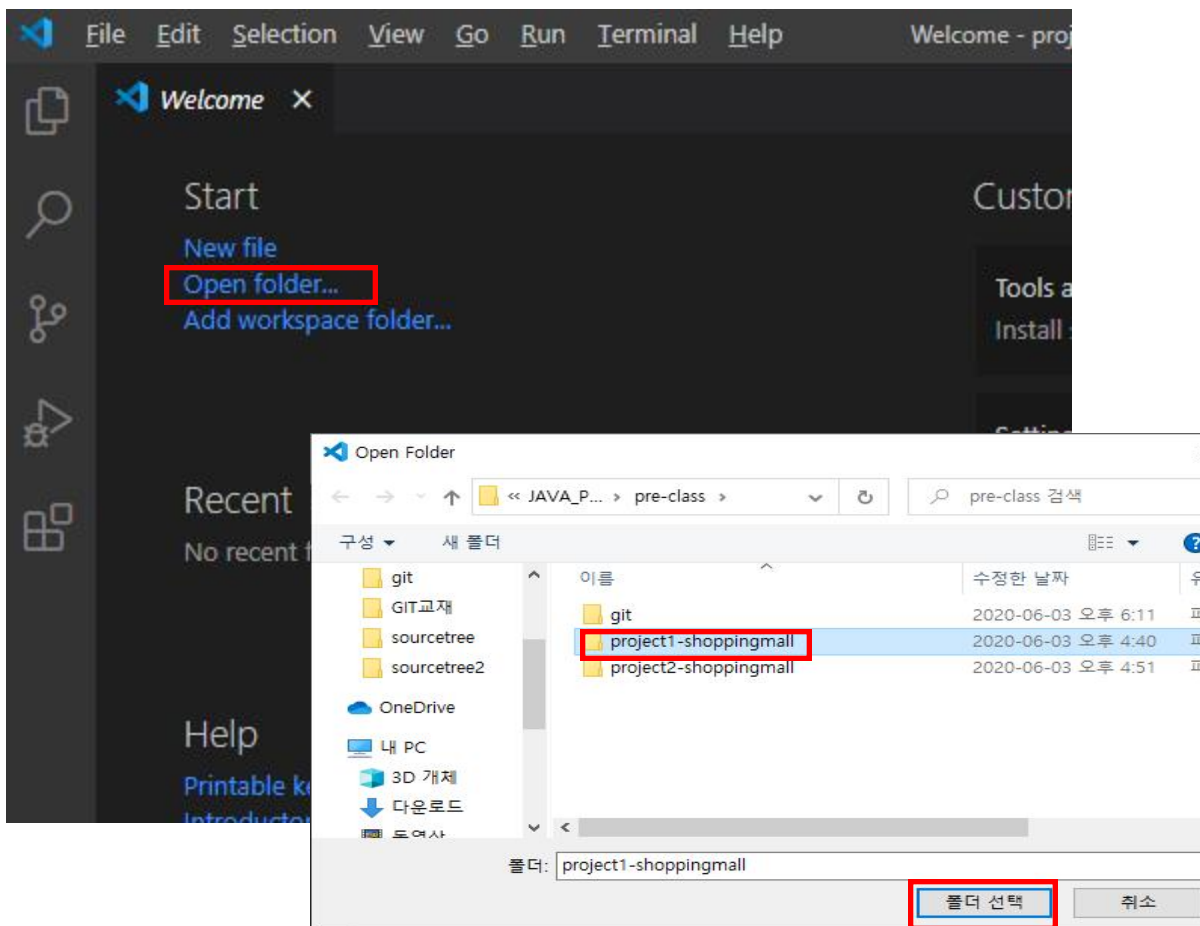 File Edit Selection View Go Run Terminal Help Welcome - proj
Welcome
Start
New file
Open folder...
Add workspace folder...
Custo
Tools a
Install
Recent
No recent
Help
Printable k
Open Folder
« JAVA_P... › pre-class ›
pre-class 검색
구성
새 폴더
git
GIT교재
sourcetree
sourcetree2
OneDrive
내 PC
3D 개체
다운로드
동영상
이름 수정한 날짜
git 2020-06-03 오후 6:11
project1-shoppingmall 2020-06-03 오후 4:40
project2-shoppingmall 2020-06-03 오후 4:51
폴더: project1-shoppingmall
폴더 선택 취소